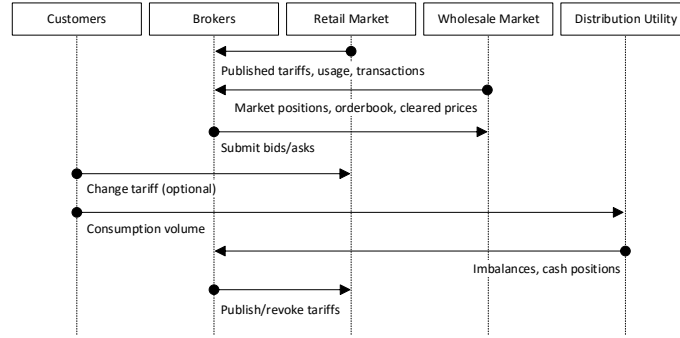 Customers
Brokers
Retail Market
Wholesale Market
Distribution Utility
Published tariffs, usage, transactions
Market positions, orderbook, cleared prices
Submit bids/asks
Change tariff (optional)
Consumption volume
Imbalances, cash positions
Publish/revoke tariffs